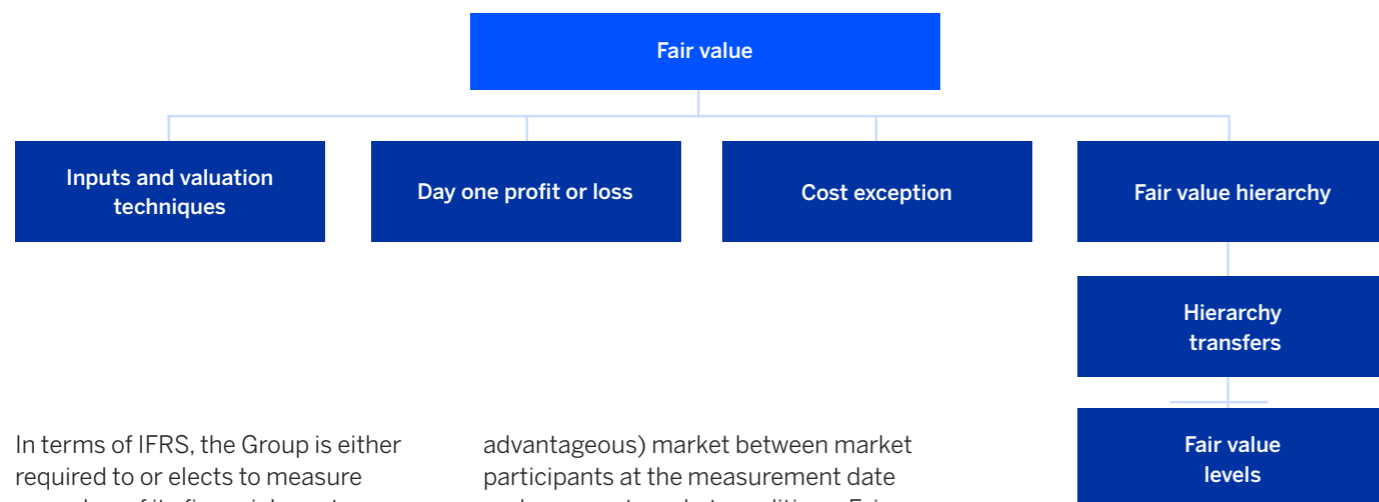 Fair value
Inputs and valuation
techniques
Day one profit or loss
Cost exception
Fair value hierarchy
Hierarchy
transfers
Fair value
levels
In terms of IFRS, the Group is either
required to or elects to measure
advantageous) market between market
participants at the measurement date